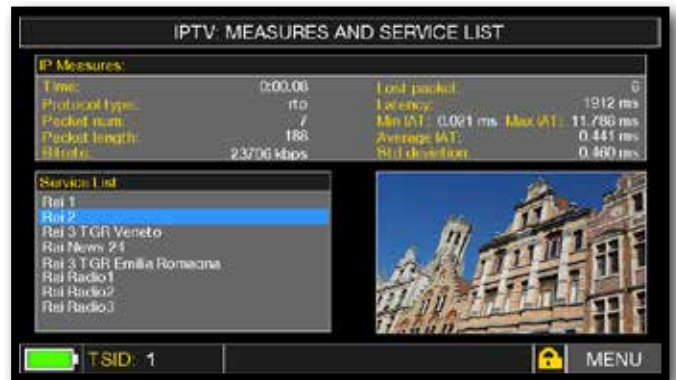 IPTV: MEASURES AND SERVICE LIST
IP Measures:
Time: 0:00.06
Protocol type: rtp
Packet num: 7
Packet length: 188
Bitrate: 23706 kbps
Lost packet:
Latency: 1912 ms
Min IAT: 0.021 ms Max IAT: 11.786 ms
Average IAT: 0.441 ms
Std deviation: 0.460 ms
Service List
Rai 1
Rai 2
Rai 3 TGR Veneto
Rai News 24
Rai 3 TGR Emilia Romagna
Rai Radio1
Rai Radio2
Rai Radio3
TSID: 1
MENU